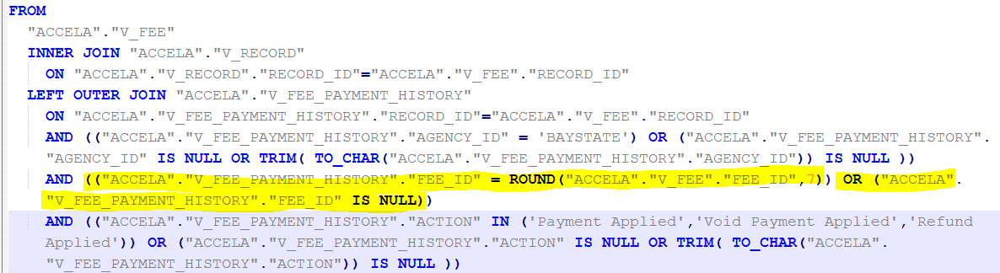 FROM
"ACCELA"."V_FEE"
INNER JOIN "ACCELA"."V_RECORD"
ON "ACCELA"."V_RECORD"."RECORD_ID"="ACCELA"."V_FEE"."RECORD_ID"
LEFT OUTER JOIN "ACCELA"."V_FEE_PAYMENT_HISTORY"
ON "ACCELA"."V_FEE_PAYMENT_HISTORY"."RECORD_ID"="ACCELA"."V_FEE"."RECORD_ID"
AND (("ACCELA"."V_FEE_PAYMENT_HISTORY"."AGENCY_ID" = 'BAYSTATE') OR ("ACCELA"."V_FEE_PAYMENT_HISTORY".
"AGENCY_ID" IS NULL OR TRIM( TO_CHAR("ACCELA"."V_FEE_PAYMENT_HISTORY"."AGENCY_ID")) IS NULL ))
AND (("ACCELA"."V_FEE_PAYMENT_HISTORY"."FEE_ID" = ROUND("ACCELA"."V_FEE"."FEE_ID",7)) OR ("ACCELA".
"V_FEE_PAYMENT_HISTORY"."FEE_ID" IS NULL))
AND (("ACCELA"."V_FEE_PAYMENT_HISTORY"."ACTION" IN ('Payment Applied','Void Payment Applied','Refund
Applied')) OR ("ACCELA"."V_FEE_PAYMENT_HISTORY"."ACTION" IS NULL OR TRIM( TO_CHAR("ACCELA".
"V_FEE_PAYMENT_HISTORY"."ACTION")) IS NULL ))